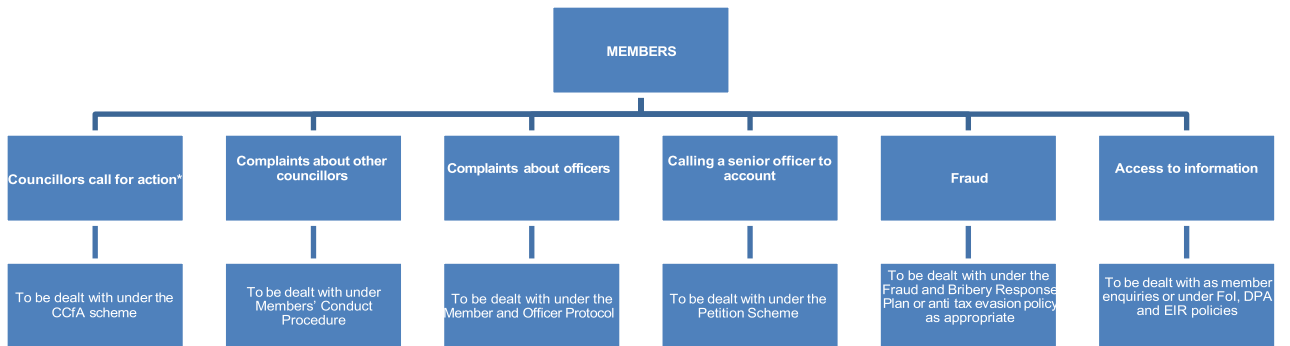 MEMBERS
Councillors call for action*
Complaints about other
councillors
Complaints about officers
Calling a senior officer to
account
Fraud
Access to information
To be dealt with under the
CCfA scheme
To be dealt with under
Members' Conduct
Procedure
To be dealt with under the
Member and Officer Protocol
To be dealt with under the
Petition Scheme
To be dealt with under the
Fraud and Bribery Response
Plan or anti tax evasion policy
as appropriate
To be dealt with as member
enquiries or under FoI, DPA
and EIR policies